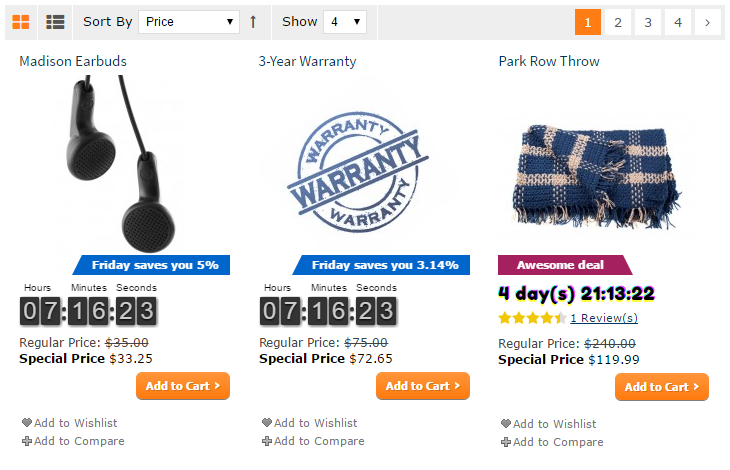 Sort By Price ↑ Show 4 1 2 3 4 >
Madison Earbuds
3-Year Warranty
Park Row Throw
WARRANTY
WARRANTY
WARRANTY
Friday saves you 5%
Friday saves you 3.14%
Awesome deal
Hours Minutes Seconds
07:16:23
Hours Minutes Seconds
07:16:23
4 day(s) 21:13:22
1 Review(s)
Regular Price: $35.00
Special Price $33.25
Regular Price: $75.00
Special Price $72.65
Regular Price: $240.00
Special Price $119.99
Add to Cart >
Add to Cart >
Add to Cart >
Add to Wishlist
Add to Compare
Add to Wishlist
Add to Compare
Add to Wishlist
Add to Compare